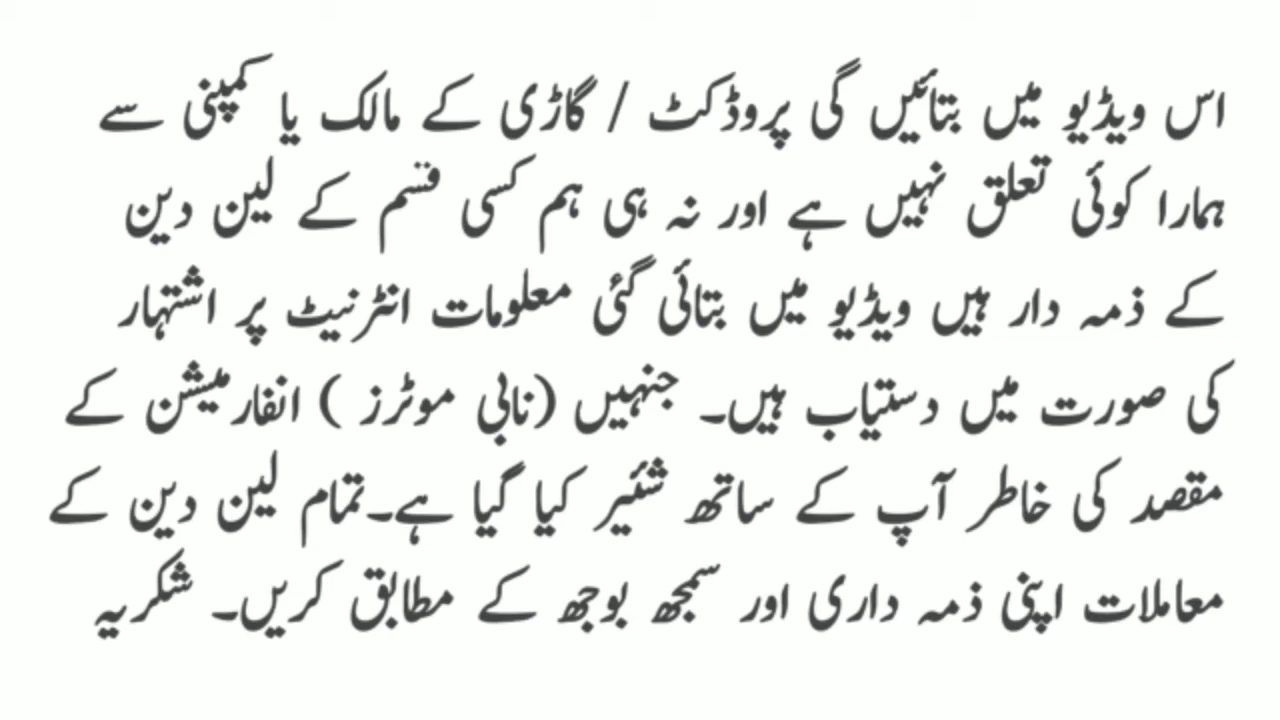 اس ویڈیو میں بتائیں گی پروڈکٹ / گاڑی کے مالک یا کمپنی سے
ہمارا کوئی تعلق نہیں ہے اور نہ ہی ہم کسی قسم کے لین دین
کے ذمہ دار ہیں ویڈیو میں بتائی گئی معلومات انٹرنیٹ پر اشتہار
کی صورت میں دستیاب ہیں۔ جنہیں (نابی موٹرز ) انفارمیشن کے
مقصد کی خاطر آپ کے ساتھ شئیر کیا گیا ہے۔تمام لین دین کے
معاملات اپنی ذمہ داری اور سمجھ بوجھ کے مطابق کریں۔ شکریہ